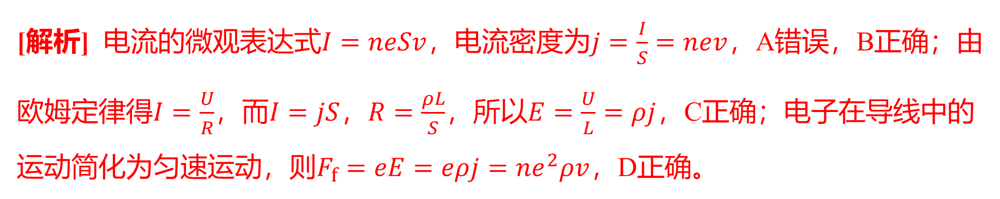 [解析] 电流的微观表达式$I = neSv$，电流密度为$j = \frac{I}{S} = nev$，A错误，B正确；由
欧姆定律得$I = \frac{U}{R}$，而$I = jS$，$R = \frac{\rho L}{S}$，所以$E = \frac{U}{L} = \rho j$，C正确；电子在导线中的
运动简化为匀速运动，则$F_{\mathrm{f}} = eE = e\rho j = ne^{2}\rho v$，D正确。